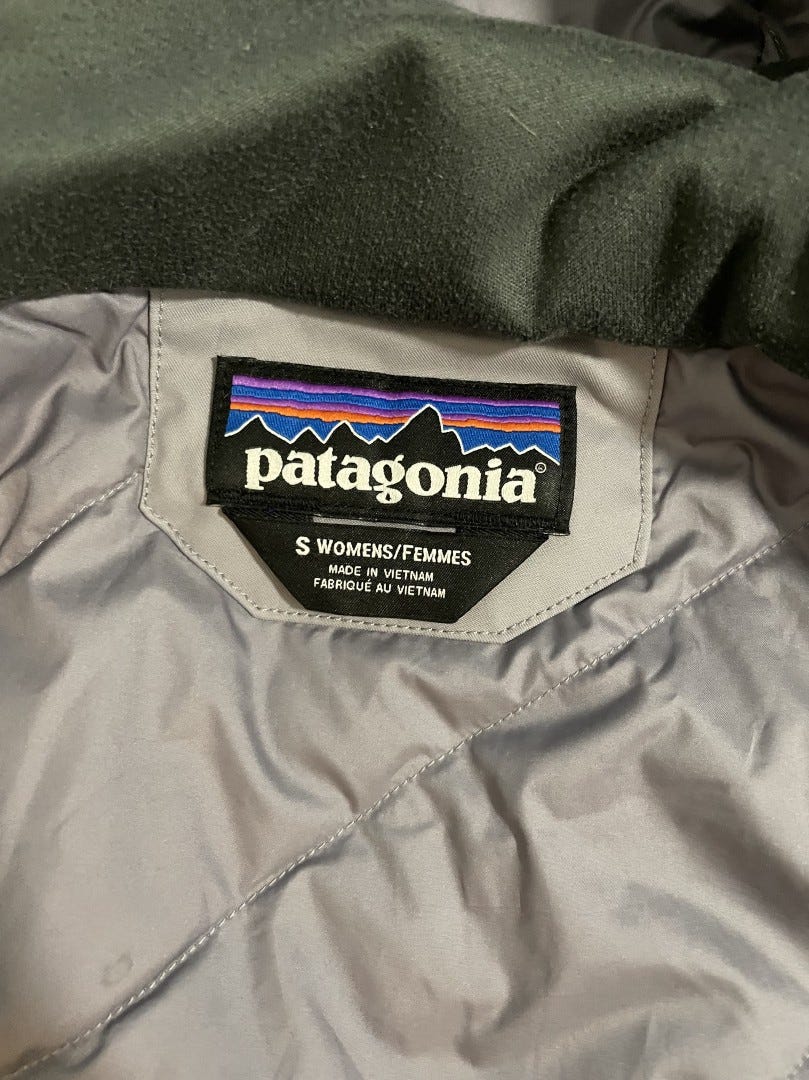 patagonia®
S WOMENS/FEMMES
MADE IN VIETNAM
FABRIQUÉ AU VIETNAM